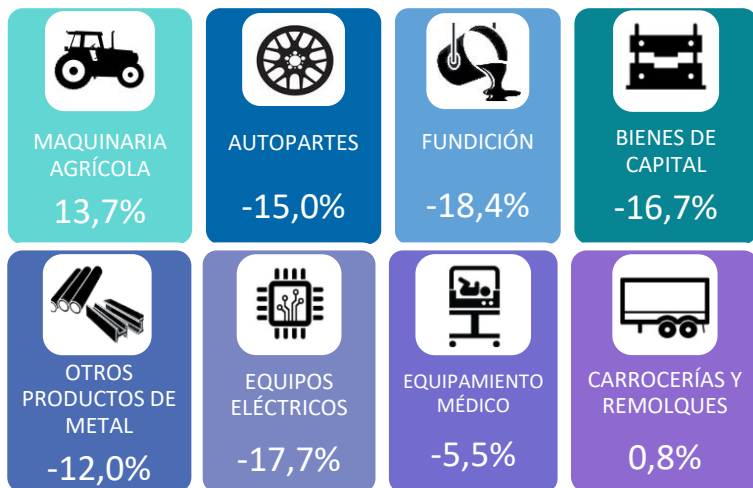 MAQUINARIA
AGRÍCOLA
13,7%
AUTOPARTES
-15,0%
FUNDICIÓN
-18,4%
BIENES DE
CAPITAL
-16,7%
OTROS
PRODUCTOS DE
METAL
-12,0%
EQUIPOS
ELÉCTRICOS
-17,7%
EQUIPAMIENTO
MÉDICO
-5,5%
CARROCERÍAS Y
REMOLQUES
0,8%